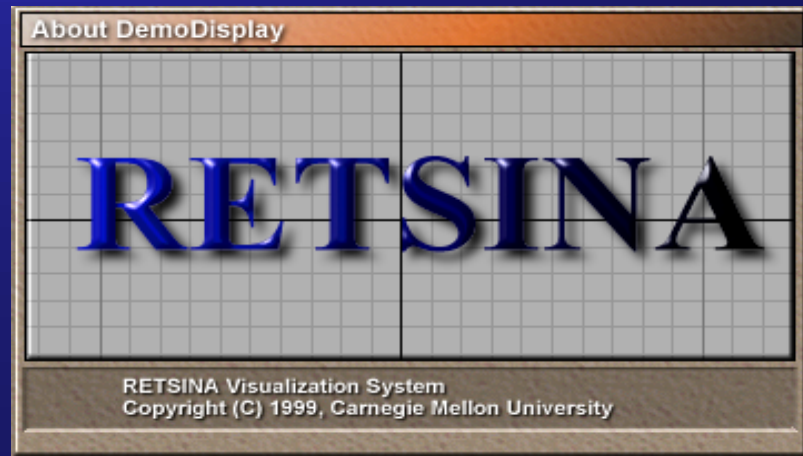 About DemoDisplay
RETSINA
RETSINA Visualization System
Copyright (C) 1999, Carnegie Mellon University